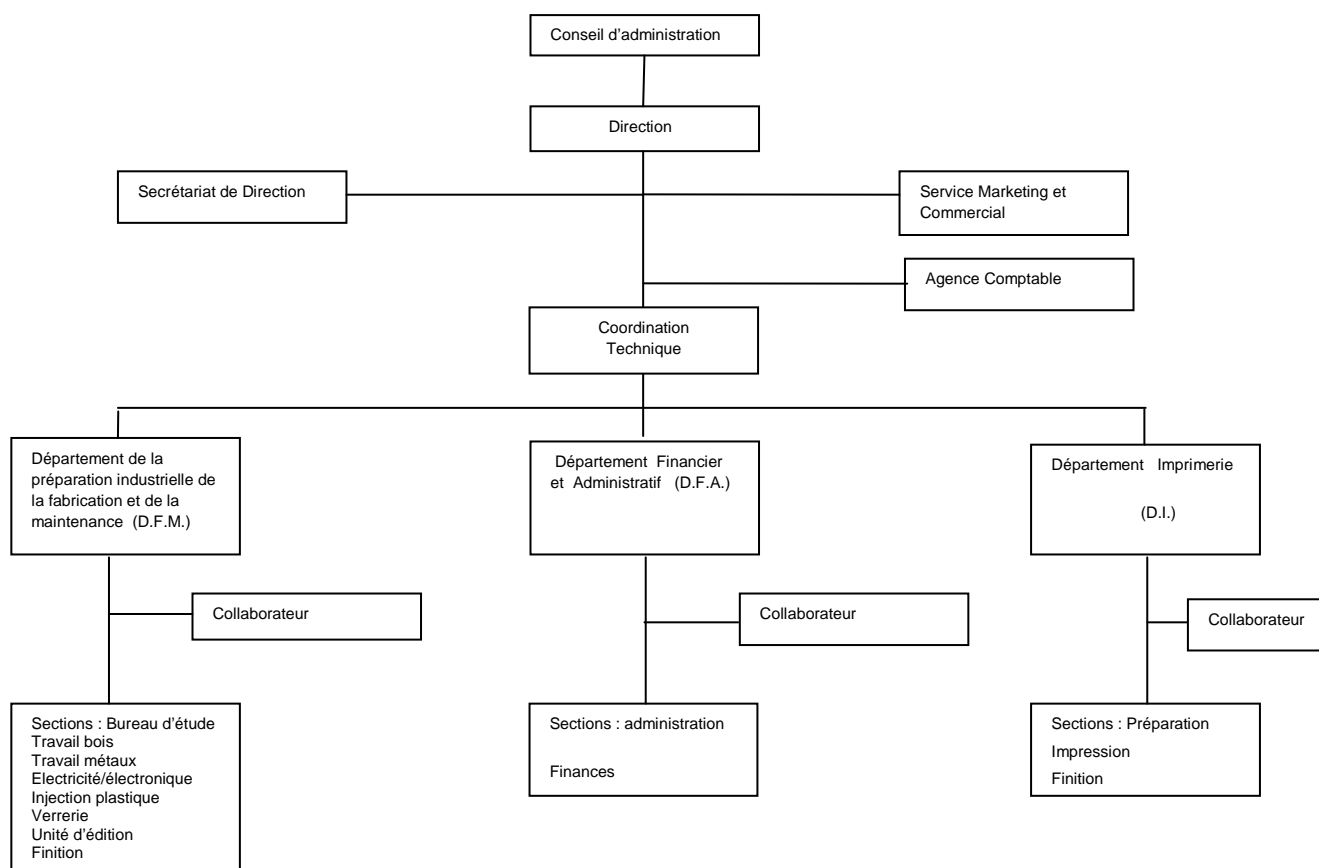 Conseil d'administration
Direction
Secrétariat de Direction
Service Marketing et
Commercial
Agence Comptable
Coordination
Technique
Département de la
préparation industrielle de
la fabrication et de la
maintenance (D.F.M.)
Département Financier
et Administratif (D.F.A.)
Département Imprimerie
(D.I.)
Collaborateur
Collaborateur
Collaborateur
Sections : Bureau d'étude
Travail bois
Travail métaux
Electricité/électronique
Injection plastique
Verrerie
Unité d'édition
Finition
Sections : administration
Finances
Sections : Préparation
Impression
Finition